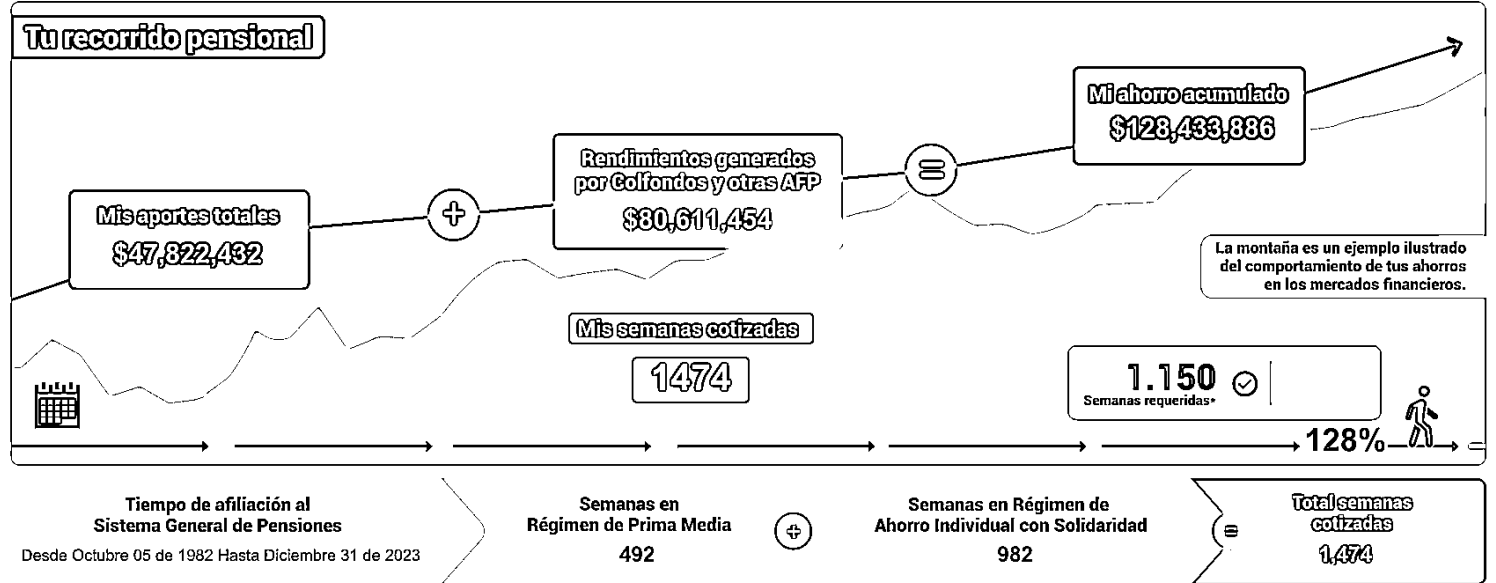 Tu recorrido pensional
Mi ahorro acumulado
$128,433,886
Rendimientos generados
por Colfondos y otras AFP
$80,611,454
Mis aportes totales
$47,822,432
La montaña es un ejemplo ilustrado
del comportamiento de tus ahorros
en los mercados financieros.
Mis semanas cotizadas
1474
1.150
Semanas requeridas*
128%
Tiempo de afiliación al
Sistema General de Pensiones
Desde Octubre 05 de 1982 Hasta Diciembre 31 de 2023
Semanas en
Régimen de Prima Media
492
Semanas en Régimen de
Ahorro Individual con Solidaridad
982
Total semanas
cotizadas
1,474